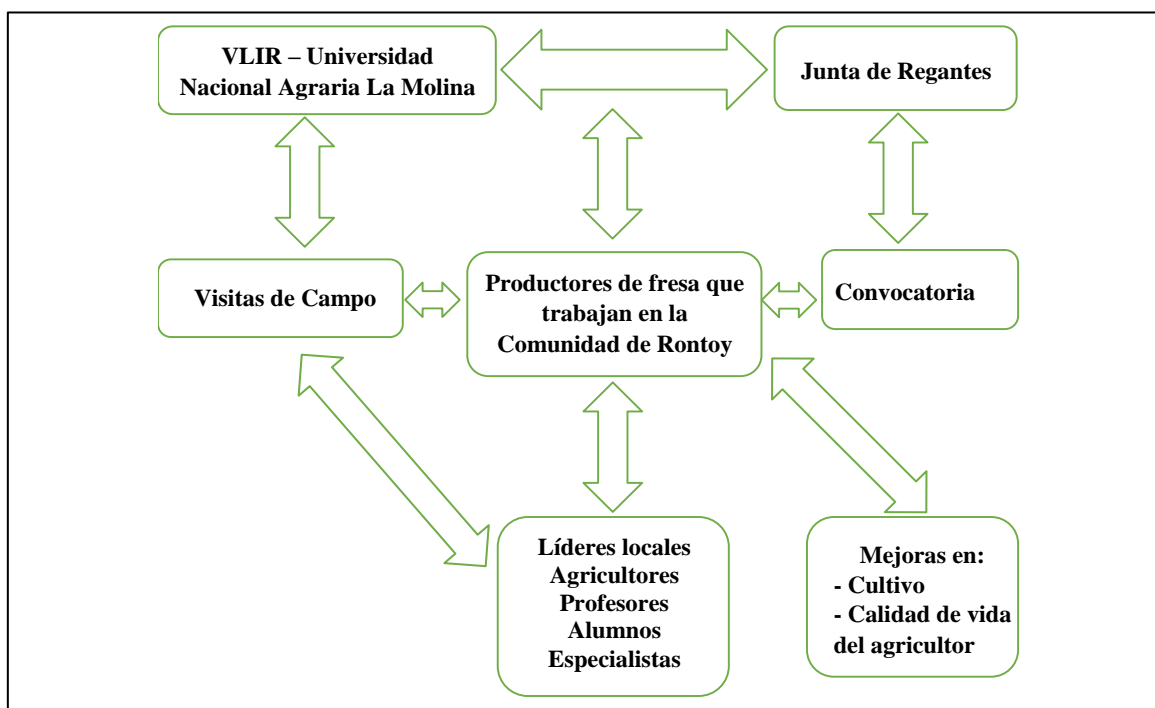 VLIR – Universidad
Nacional Agraria La Molina
Junta de Regantes
Visitas de Campo
Productores de fresa que
trabajan en la
Comunidad de Rontoy
Convocatoria
Líderes locales
Agricultores
Profesores
Alumnos
Especialistas
Mejoras en:
- Cultivo
- Calidad de vida
del agricultor